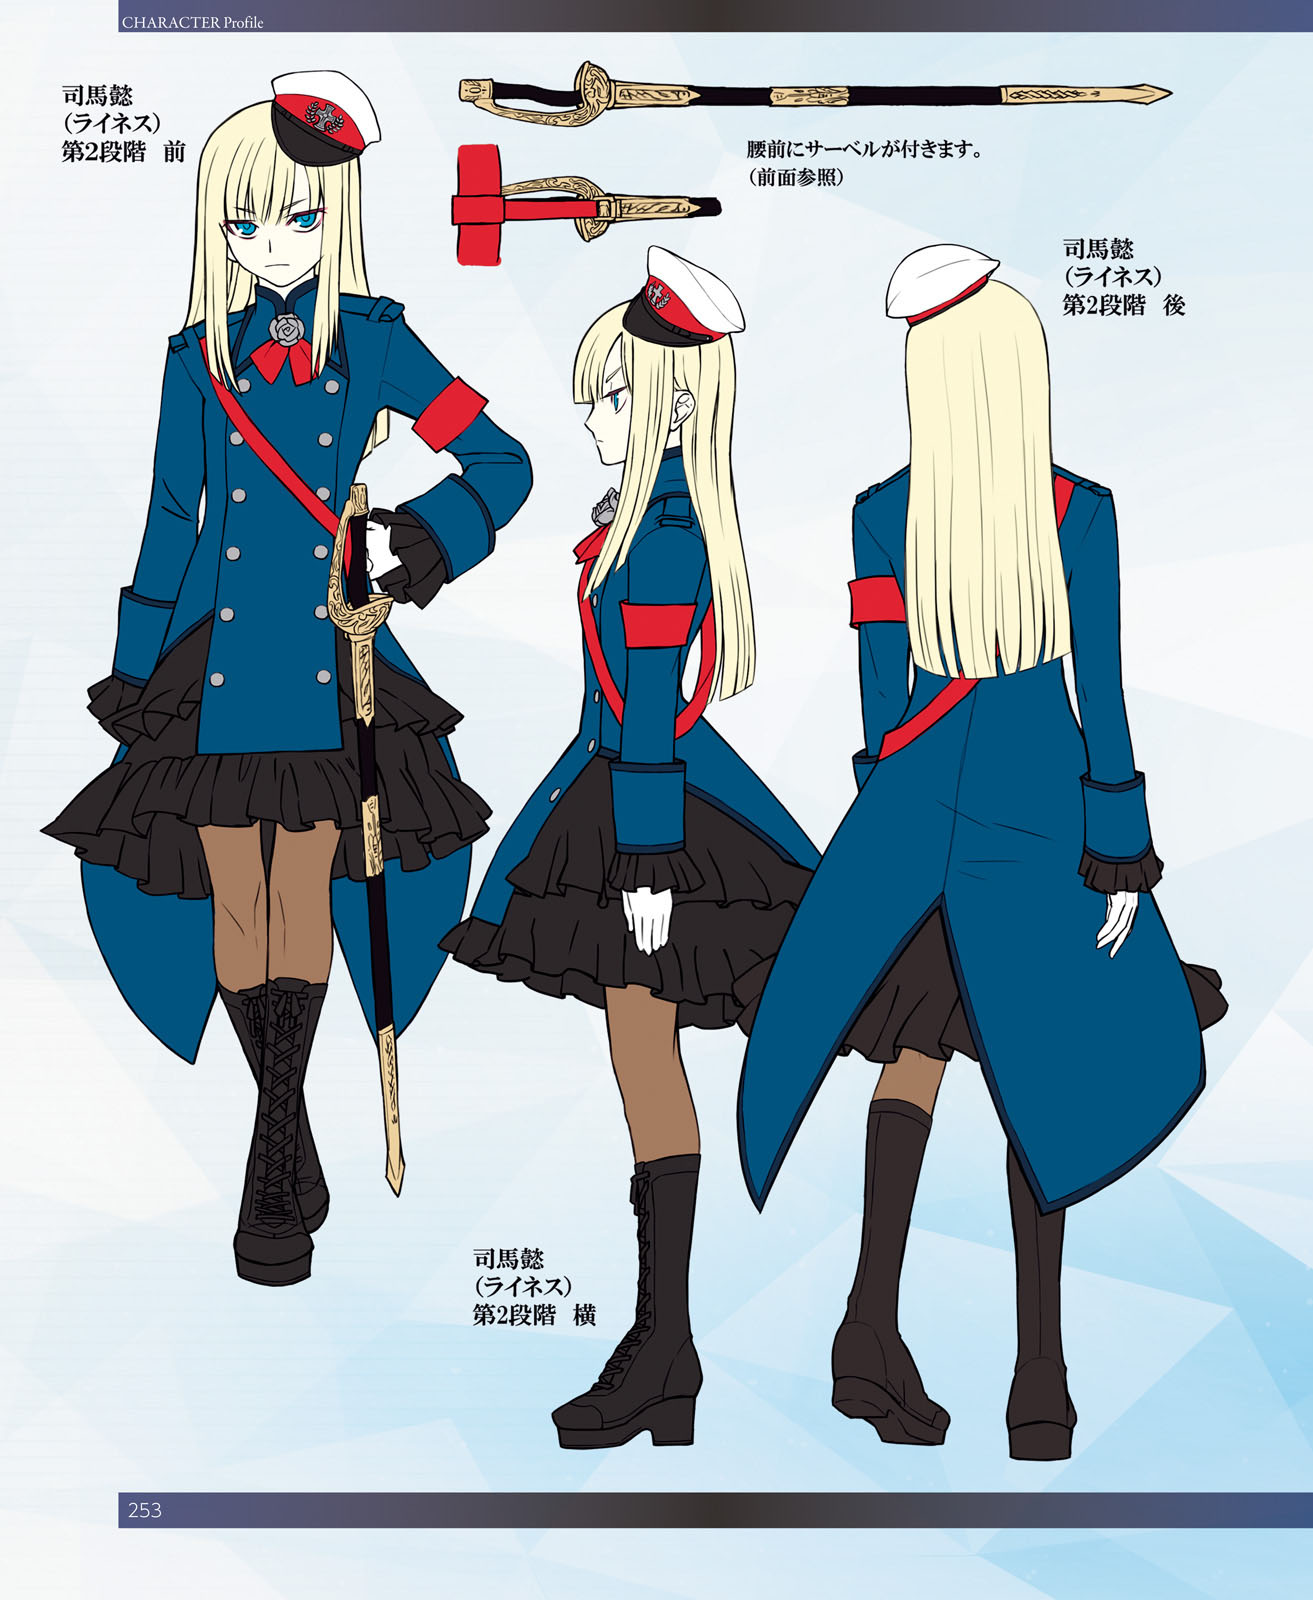 CHARACTER Profile
司馬懿
（ライネス）
第2段階 前
腰前にサーベルが付きます。
（前面参照）
司馬懿
（ライネス）
第2段階 後
司馬懿
（ライネス）
第2段階 横
253